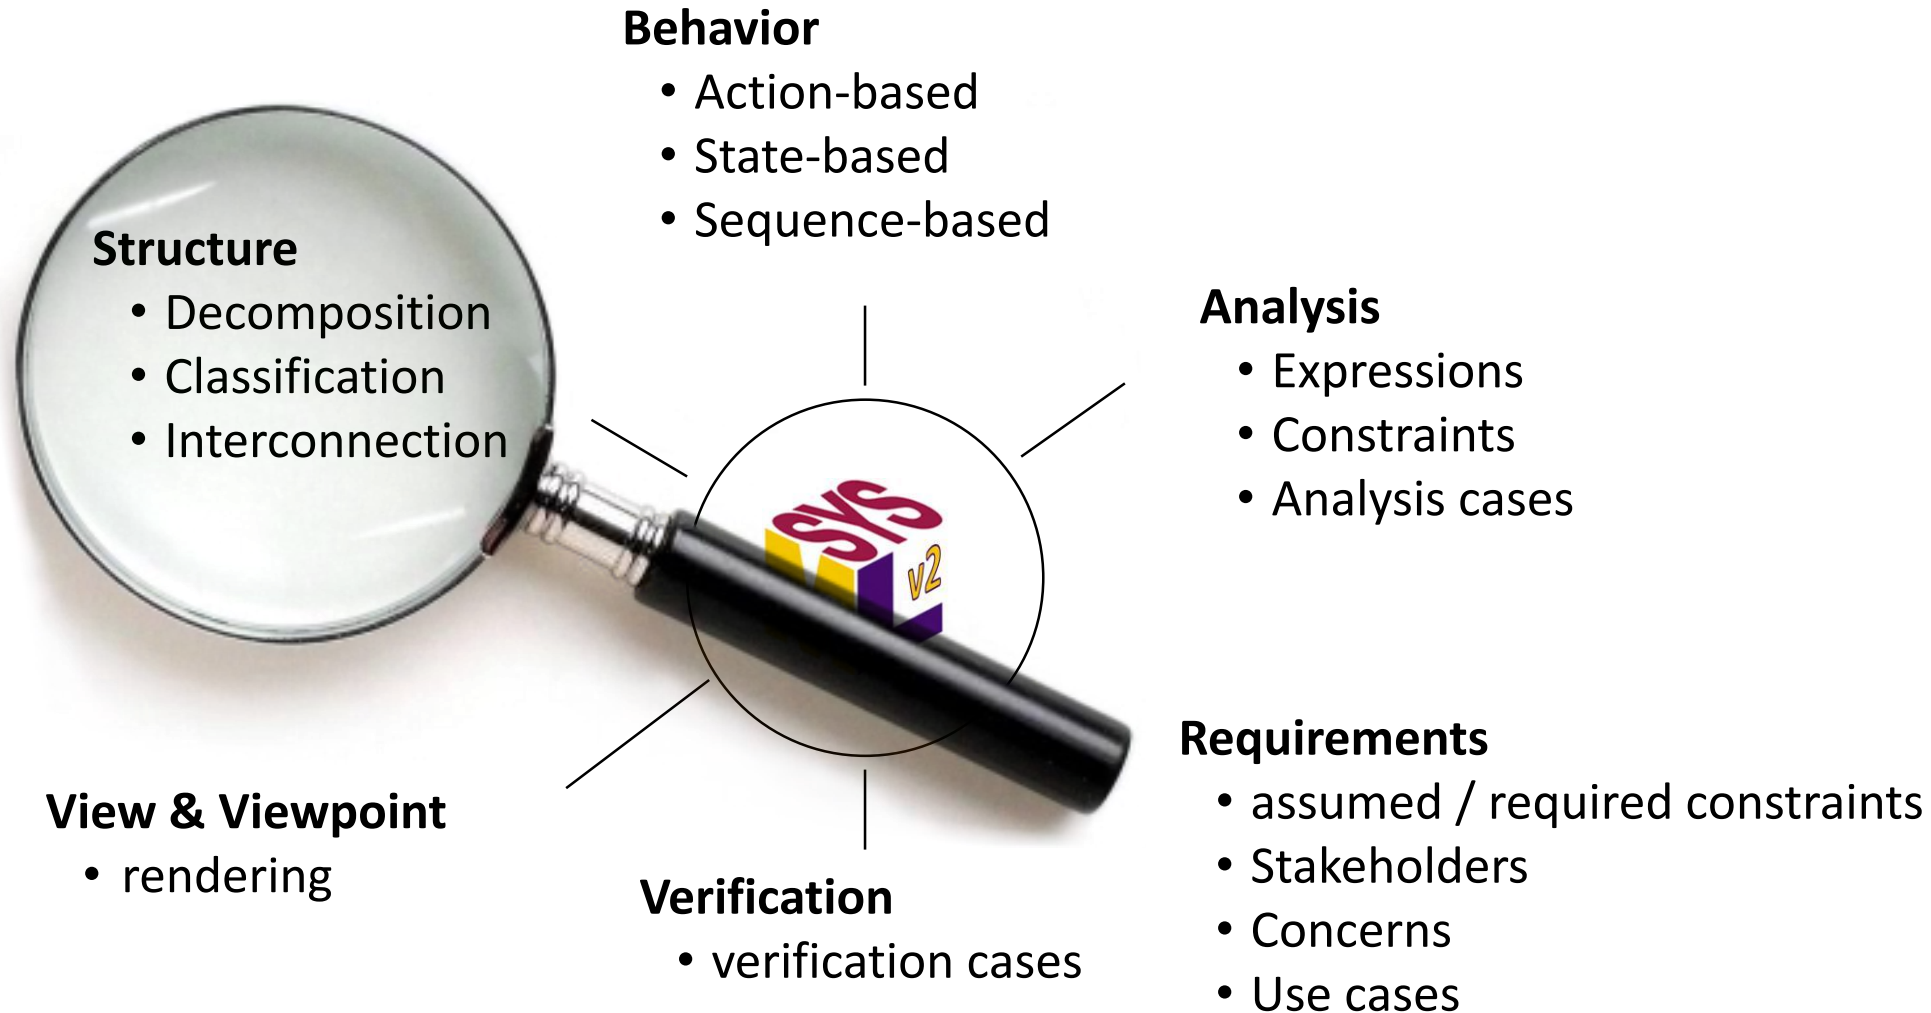 Behavior
• Action-based
• State-based
• Sequence-based
Structure
• Decomposition
• Classification
• Interconnection
Analysis
• Expressions
• Constraints
• Analysis cases
SYS
ML
v2
Requirements
• assumed / required constraints
• Stakeholders
• Concerns
• Use cases
View & Viewpoint
• rendering
Verification
• verification cases